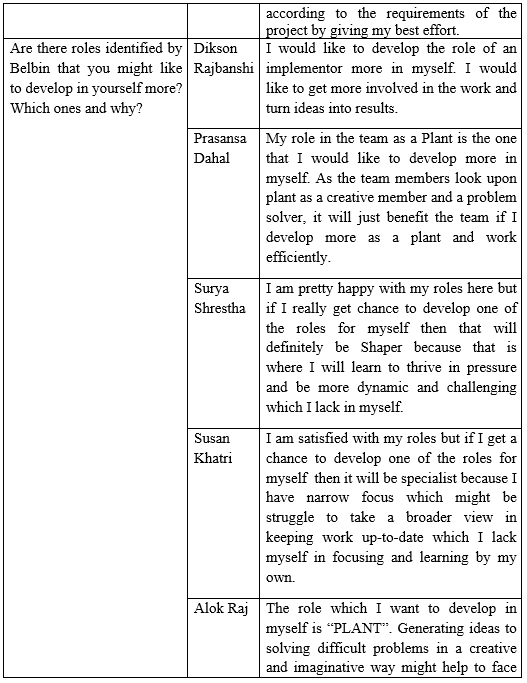 according to the requirements of the
project by giving my best effort.
Are there roles identified by
Belbin that you might like
to develop in yourself more?
Which ones and why?
Dikson
Rajbanshi
I would like to develop the role of an
implementor more in myself. I would
like to get more involved in the work and
turn ideas into results.
Prasansa
Dahal
My role in the team as a Plant is the one
that I would like to develop more in
myself. As the team members look upon
plant as a creative member and a problem
solver, it will just benefit the team if I
develop more as a plant and work
efficiently.
Surya
Shrestha
I am pretty happy with my roles here but
if I really get chance to develop one of
the roles for myself then that will
definitely be Shaper because that is
where I will learn to thrive in pressure
and be more dynamic and challenging
which I lack in myself.
Susan
Khatri
I am satisfied with my roles but if I get a
chance to develop one of the roles for
myself then it will be specialist because I
have narrow focus which might be
struggle to take a broader view in
keeping work up-to-date which I lack
myself in focusing and learning by my
own.
Alok Raj
The role which I want to develop in
myself is “PLANT”. Generating ideas to
solving difficult problems in a creative
and imaginative way might help to face